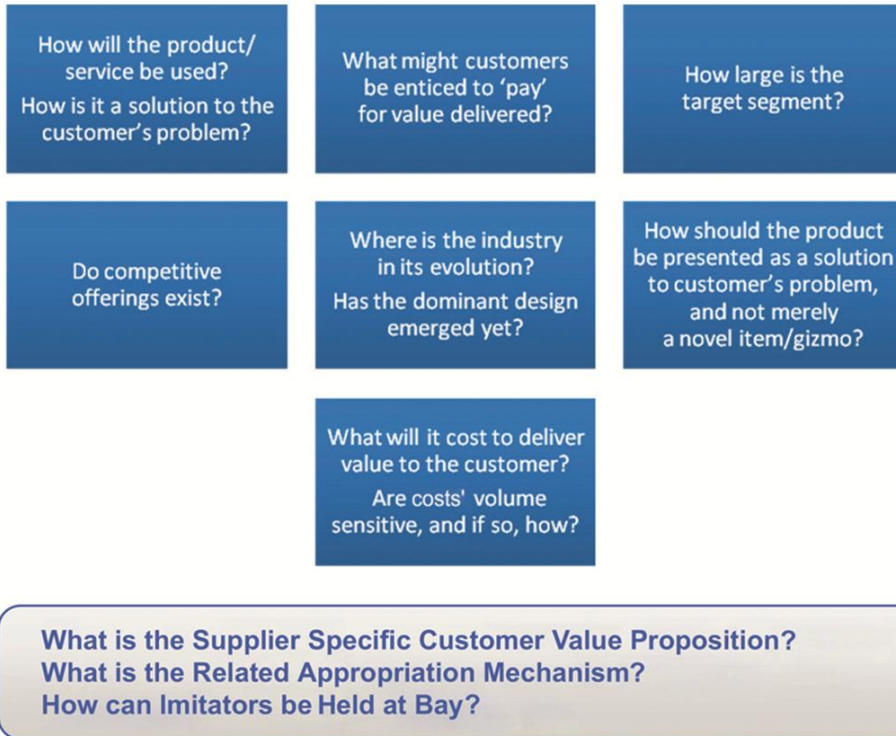 How will the product/
service be used?
How is it a solution to the
customer's problem?
What might customers
be enticed to 'pay'
for value delivered?
How large is the
target segment?
Do competitive
offerings exist?
Where is the industry
in its evolution?
Has the dominant design
emerged yet?
How should the product
be presented as a solution
to customer's problem,
and not merely
a novel item/gizmo?
What will it cost to deliver
value to the customer?
Are costs' volume
sensitive, and if so, how?
What is the Supplier Specific Customer Value Proposition?
What is the Related Appropriation Mechanism?
How can Imitators be Held at Bay?